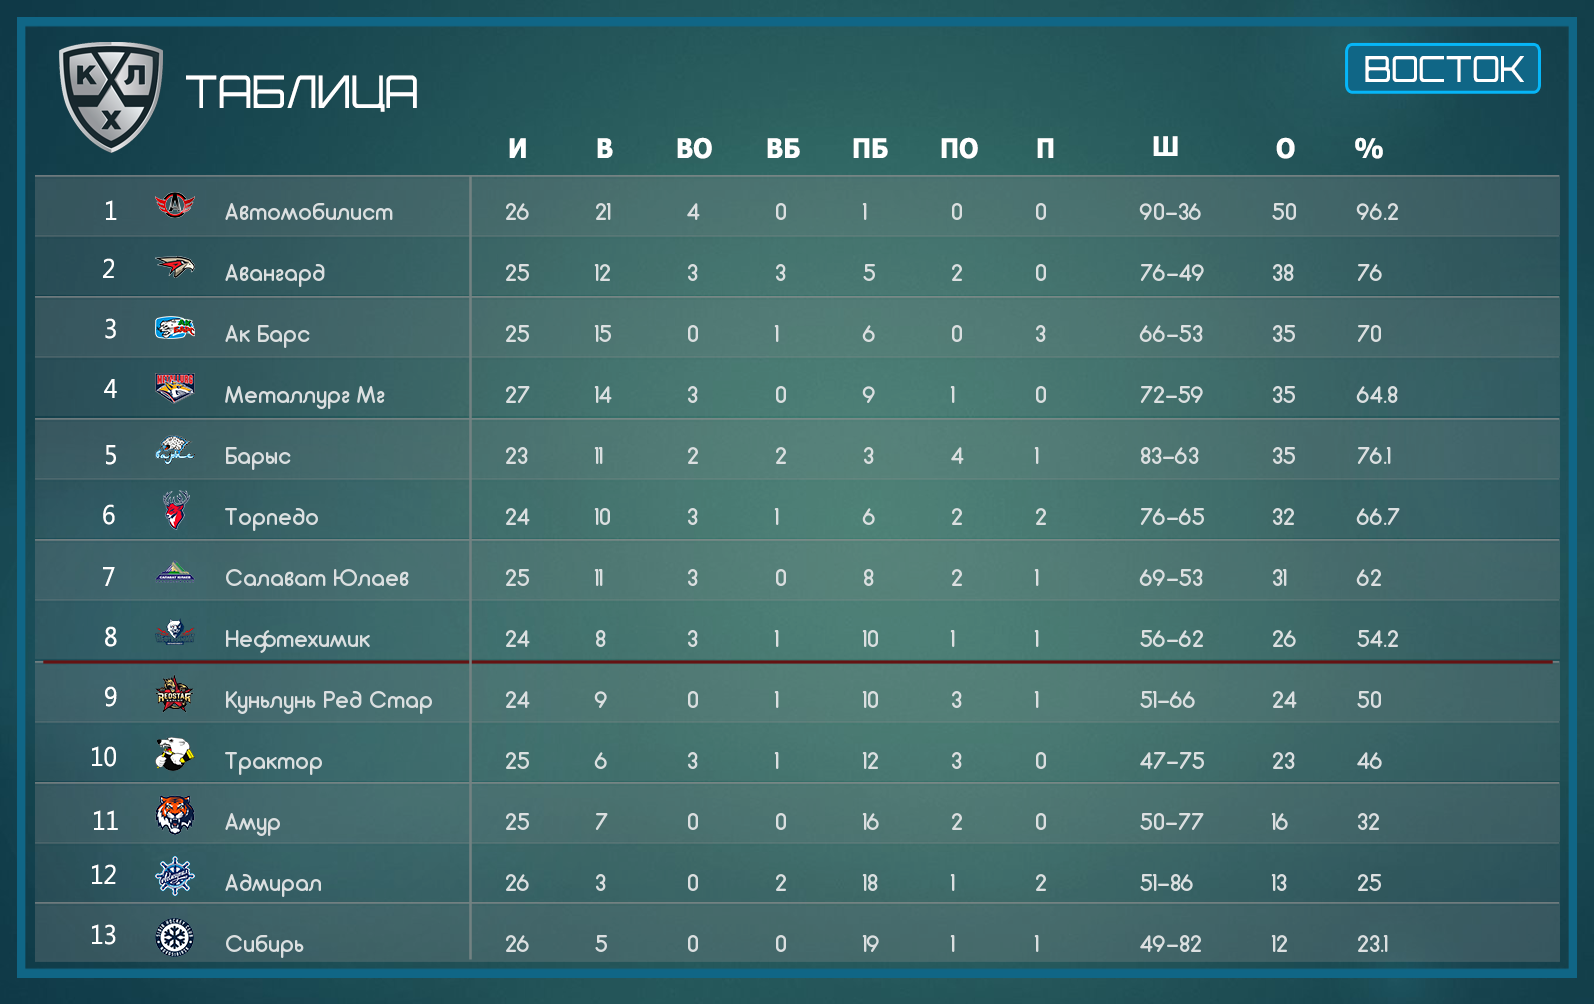 К Л
Х
ТАБЛИЦА
ВОСТОК
И В ВО ВБ ПБ ПО П Ш О %
1 Автомобилист 26 21 4 0 1 0 0 90–36 50 96.2
2 Авангард 25 12 3 3 5 2 0 76–49 38 76
3 АК БАРС Ак Барс 25 15 0 1 6 0 3 66–53 35 70
4 METALLURG Металлург Мг 27 14 3 0 9 1 0 72–59 35 64.8
5 Барыс 23 11 2 2 3 4 1 83–63 35 76.1
6 Торпедо 24 10 3 1 6 2 2 76–65 32 66.7
7 Салават Юлаев 25 11 3 0 8 2 1 69–53 31 62
8 Нефтехимик 24 8 3 1 10 1 1 56–62 26 54.2
9 REDSTAR Куньлунь Ред Стар 24 9 0 1 10 3 1 51–66 24 50
10 Трактор 25 6 3 1 12 3 0 47–75 23 46
11 Амур 25 7 0 0 16 2 0 50–77 16 32
12 Адмирал 26 3 0 2 18 1 2 51–86 13 25
13 Сибирь 26 5 0 0 19 1 1 49–82 12 23.1